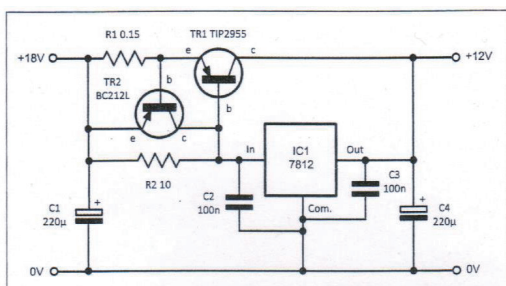 R1 0.15
TR1 TIP2955
e
c
+18V
+12V
TR2
BC212L
b
b
e
c
In
IC1
7812
Out
R2 10
C2
100n
C3
100n
Com.
C1
220µ
+
C4
220µ
+
0V
0V